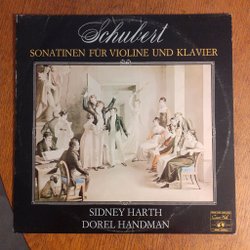 Schubert
SONATINEN FÜR VIOLINE UND KLAVIER
SIDNEY HARTH
DOREL HANDMAN